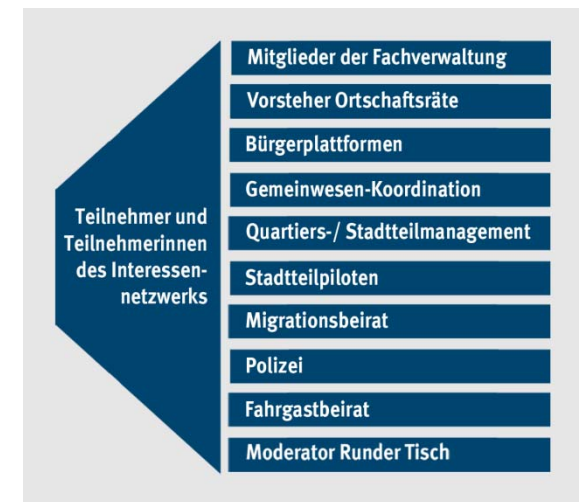 Teilnehmer und
Teilnehmerinnen
des Interessen-
netzwerks
Mitglieder der Fachverwaltung
Vorsteher Ortschaftsräte
Bürgerplattformen
Gemeinwesen-Koordination
Quartiers-/ Stadtteilmanagement
Stadtteilpiloten
Migrationsbeirat
Polizei
Fahrgastbeirat
Moderator Runder Tisch